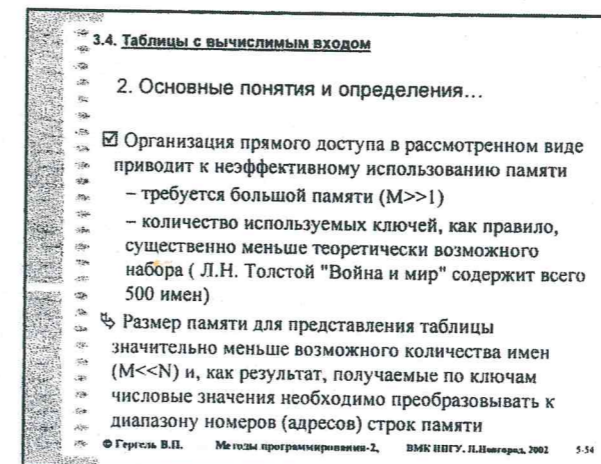 3.4. Таблицы с вычислимым входом
2. Основные понятия и определения...
☑ Организация прямого доступа в рассмотренном виде
приводит к неэффективному использованию памяти
– требуется большой памяти (M>>1)
– количество используемых ключей, как правило,
существенно меньше теоретически возможного
набора ( Л.Н. Толстой "Война и мир" содержит всего
500 имен)
↳ Размер памяти для представления таблицы
значительно меньше возможного количества имен
(M<<N) и, как результат, получаемые по ключам
числовые значения необходимо преобразовывать к
диапазону номеров (адресов) строк памяти
© Гергель В.П. Методы программирования-2, ВМК ННГУ, Н.Новгород, 2002 5-54